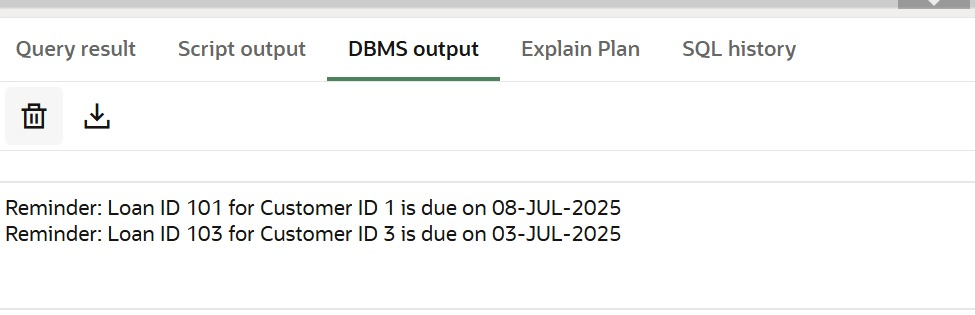 Query result Script output DBMS output Explain Plan SQL history
Reminder: Loan ID 101 for Customer ID 1 is due on 08-JUL-2025
Reminder: Loan ID 103 for Customer ID 3 is due on 03-JUL-2025